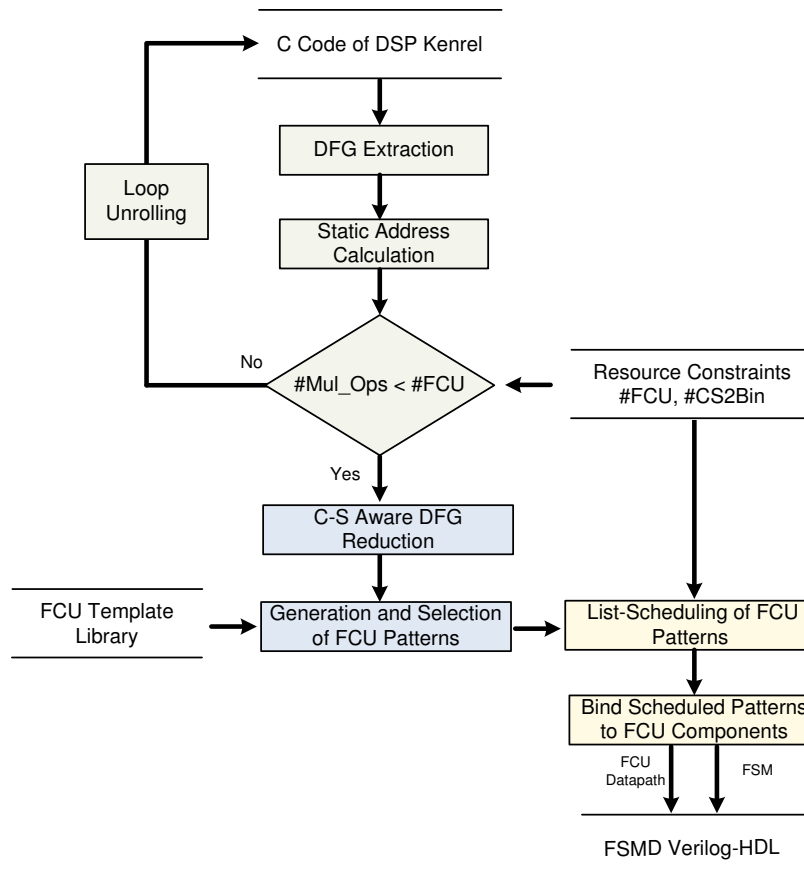 C Code of DSP Kenrel
DFG Extraction
Loop
Unrolling
Static Address
Calculation
No
#Mul_Ops < #FCU
Resource Constraints
#FCU, #CS2Bin
Yes
C-S Aware DFG
Reduction
FCU Template
Library
Generation and Selection
of FCU Patterns
List-Scheduling of FCU
Patterns
Bind Scheduled Patterns
to FCU Components
FCU
Datapath
FSM
FSMD Verilog-HDL